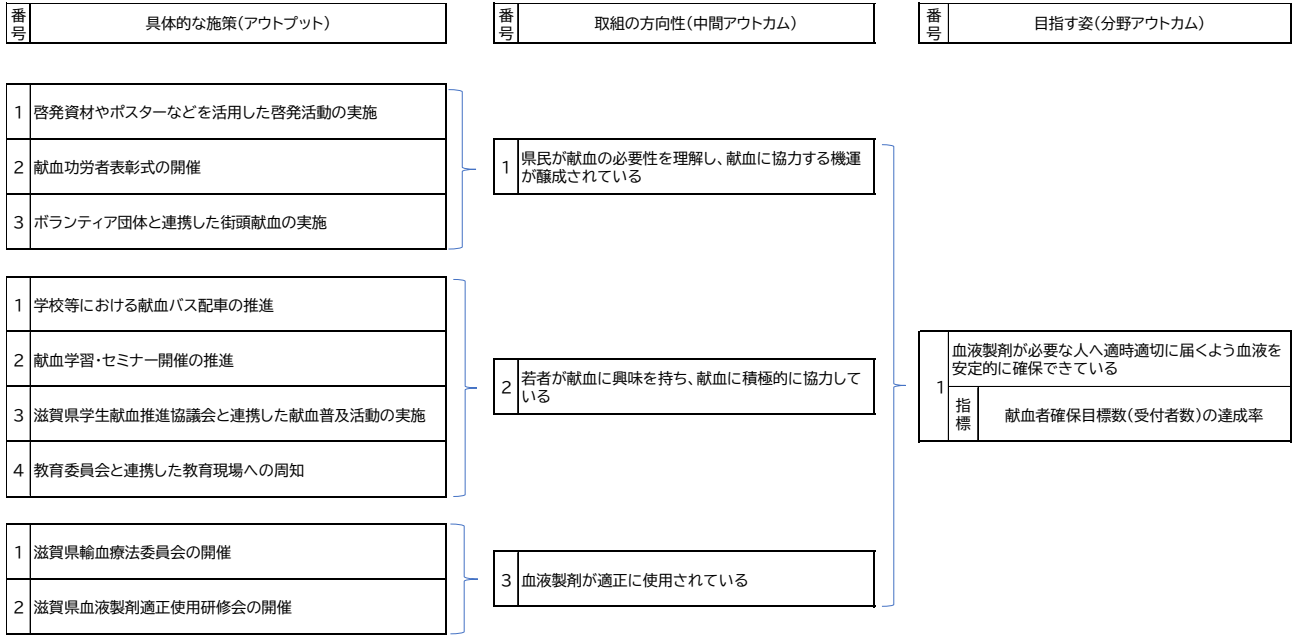 番号 具体的な施策(アウトプット)
番号 取組の方向性(中間アウトカム)
番号 目指す姿(分野アウトカム)
1 啓発資材やポスターなどを活用した啓発活動の実施
2 献血功労者表彰式の開催
3 ボランティア団体と連携した街頭献血の実施
1 県民が献血の必要性を理解し、献血に協力する機運
が醸成されている
1 学校等における献血バス配車の推進
2 献血学習・セミナー開催の推進
3 滋賀県学生献血推進協議会と連携した献血普及活動の実施
4 教育委員会と連携した教育現場への周知
2 若者が献血に興味を持ち、献血に積極的に協力して
いる
1 滋賀県輸血療法委員会の開催
2 滋賀県血液製剤適正使用研修会の開催
3 血液製剤が適正に使用されている
1 血液製剤が必要な人へ適時適切に届くよう血液を
安定的に確保できている
指標 献血者確保目標数(受付者数)の達成率